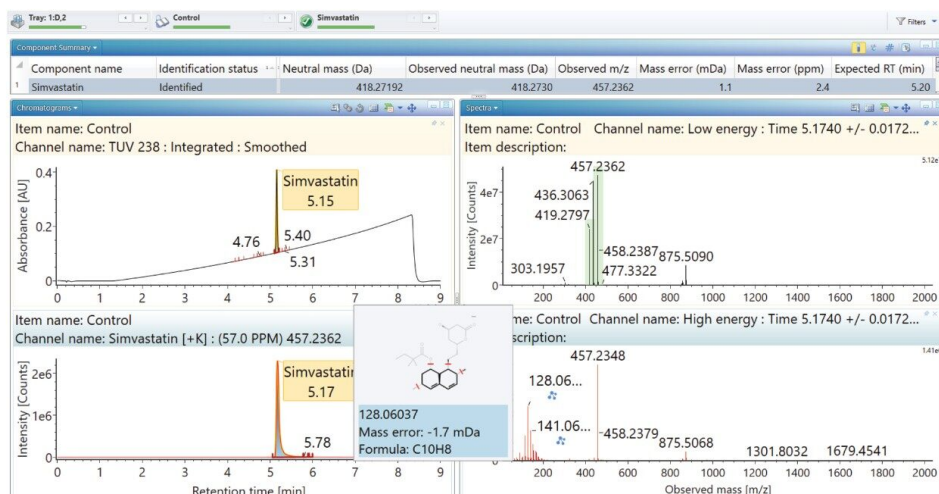 Tray: 1:D,2
Control
Simvastatin
Filters
Component Summary
Component name Identification status Neutral mass (Da) Observed neutral mass (Da) Observed m/z Mass error (mDa) Mass error (ppm) Expected RT (min)
1 Simvastatin Identified 418.27192 418.2730 457.2362 1.1 2.4 5.20
Chromatograms
Item name: Control
Channel name: TUV 238 : Integrated : Smoothed
Absorbance [AU]
0.4
0.2
0
Simvastatin
5.15
4.76
5.40
5.31
0 1 2 3 4 5 6 7 8 9
Item name: Control
Channel name: Simvastatin [+K] : (57.0 PPM) 457.2362
Intensity [Counts]
2e6
1e6
0
Simvastatin
5.17
5.78
0 1 2 3 4 5 6 7 8 9
Retention time [min]
128.06037
Mass error: -1.7 mDa
Formula: C10H8
Spectra
Item name: Control Channel name: Low energy : Time 5.1740 +/- 0.0172...
Item description:
5.12e
Intensity [Counts]
4e7
2e7
0
457.2362
436.3063
419.2797
458.2387
875.5090
303.1957
477.3322
200 400 600 800 1000 1200 1400 1600 1800 2000
me: Control Channel name: High energy : Time 5.1740 +/- 0.0172...
scription:
1.41e
457.2348
128.06...
141.06...
-458.2379
875.5068
1301.8032
1679.4541
200 400 600 800 1000 1200 1400 1600 1800 2000
Observed mass [m/z]